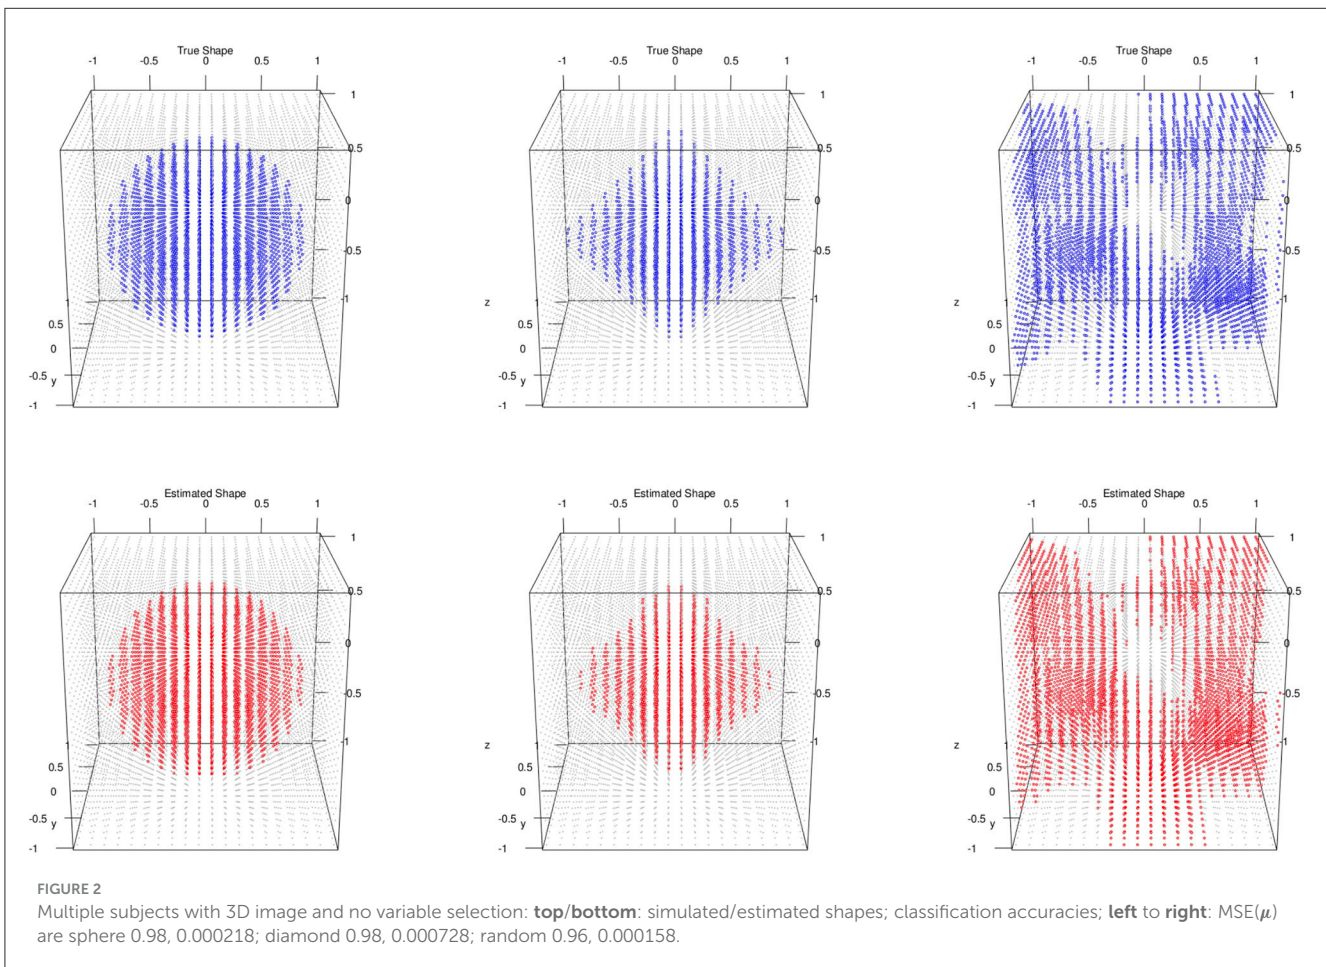 True Shape
-1 -0.5 0 0.5 1
1
0.5
0
-0.5
-1
1
0.5
0
-0.5
y
-1
True Shape
-1 -0.5 0 0.5 1
1
0.5
0
-0.5
-1
z
1
0.5
0
-0.5
y
-1
True Shape
-1 -0.5 0 0.5 1
1
0.5
0
-0.5
-1
z
1
0.5
0
-0.5
y
-1
Estimated Shape
-1 -0.5 0 0.5 1
1
0.5
0
-0.5
-1
1
0.5
0
-0.5
y
-1
Estimated Shape
-1 -0.5 0 0.5 1
1
0.5
0
-0.5
-1
z
1
0.5
0
-0.5
y
-1
Estimated Shape
-1 -0.5 0 0.5 1
1
0.5
0
-0.5
-1
z
1
0.5
0
-0.5
y
-1
FIGURE 2
Multiple subjects with 3D image and no variable selection: top/bottom: simulated/estimated shapes; classification accuracies; left to right: MSE(μ)
are sphere 0.98, 0.000218; diamond 0.98, 0.000728; random 0.96, 0.000158.